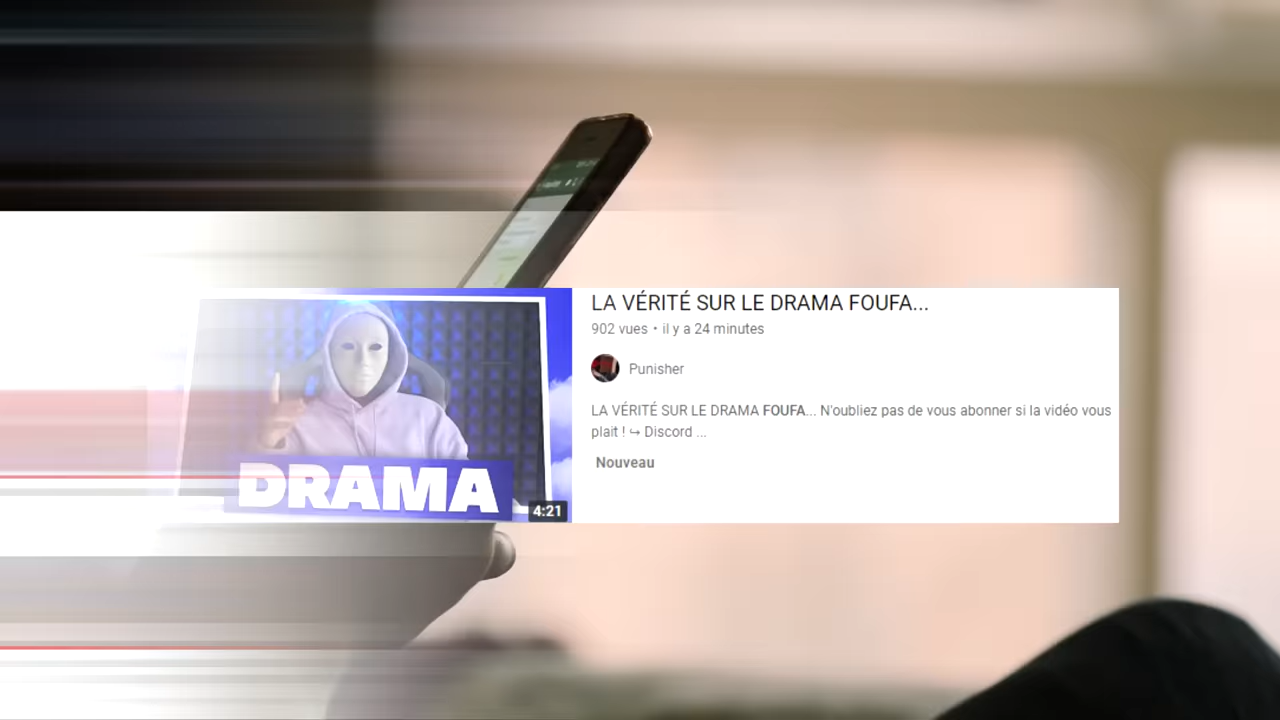 LA VÉRITÉ SUR LE DRAMA FOUFA...
902 vues • il y a 24 minutes
Punisher
LA VÉRITÉ SUR LE DRAMA FOUFA... N'oubliez pas de vous abonner si la vidéo vous
plait ! ↪ Discord ...
Nouveau
DRAMA
4:21